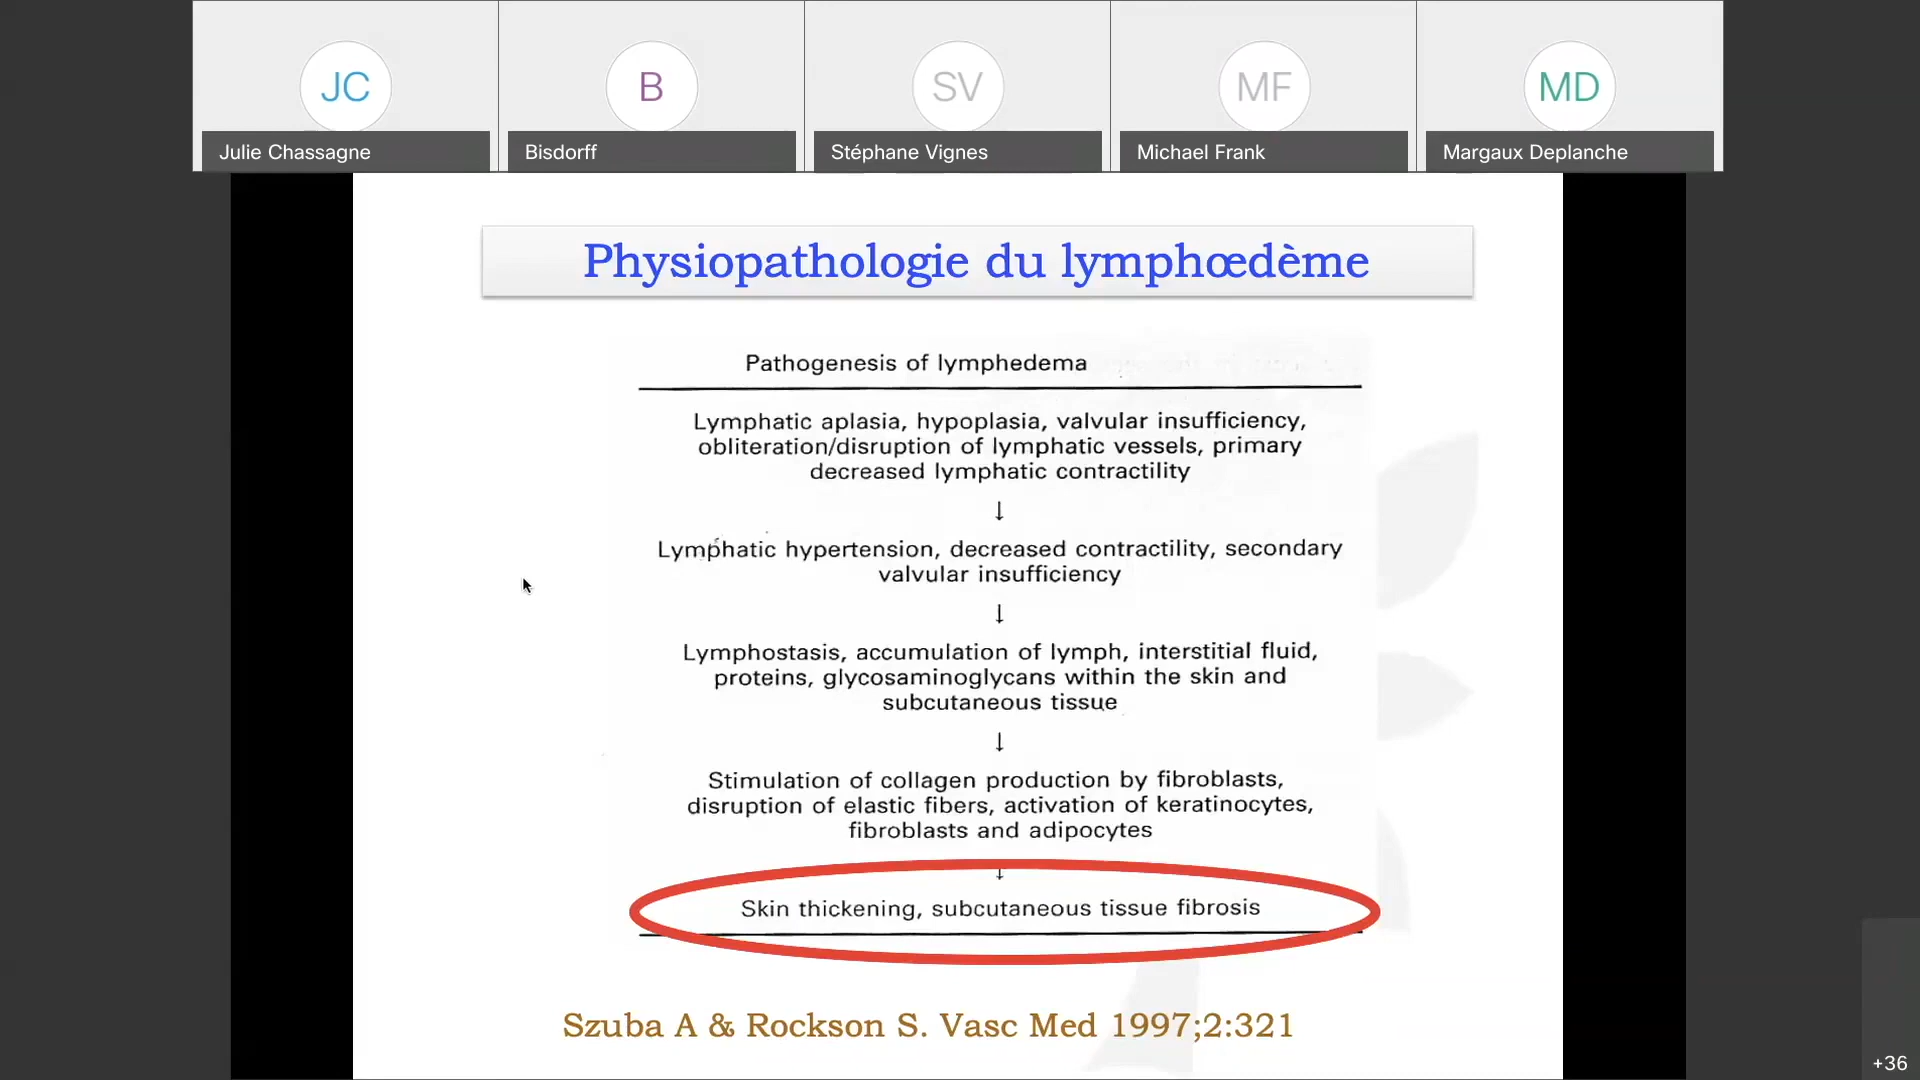 JC
B
SV
MF
MD
Julie Chassagne
Bisdorff
Stéphane Vignes
Michael Frank
Margaux Deplanche
Physiopathologie du lymphœdème
Pathogenesis of lymphedema
Lymphatic aplasia, hypoplasia, valvular insufficiency,
obliteration/disruption of lymphatic vessels, primary
decreased lymphatic contractility
↓
Lymphatic hypertension, decreased contractility, secondary
valvular insufficiency
↓
Lymphostasis, accumulation of lymph, interstitial fluid,
proteins, glycosaminoglycans within the skin and
subcutaneous tissue
↓
Stimulation of collagen production by fibroblasts,
disruption of elastic fibers, activation of keratinocytes,
fibroblasts and adipocytes
↓
Skin thickening, subcutaneous tissue fibrosis
Szuba A & Rockson S. Vasc Med 1997;2:321
+36